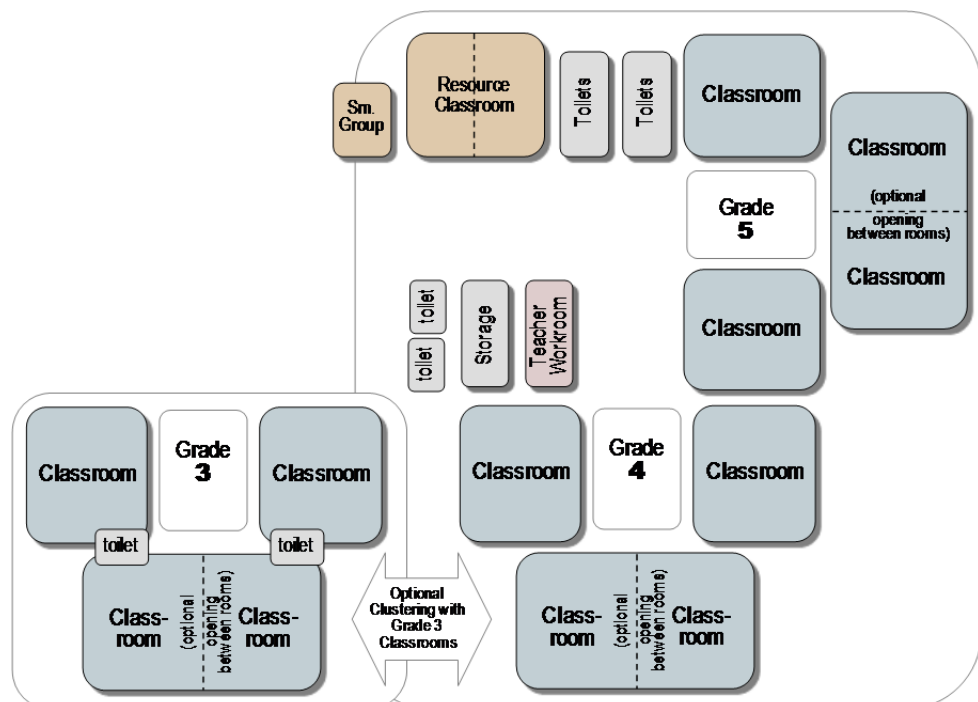 Sm.
Group
Resource
Classroom
Toilets
Toilets
Classroom
Classroom
(optional
opening
between rooms)
Classroom
Grade
5
Classroom
toilet
toilet
Storage
Teacher
Workroom
Classroom
Grade
3
Classroom
toilet
toilet
Class-
room
(optional
opening
between rooms)
Class-
room
Optional
Clustering with
Grade 3
Classrooms
Classroom
Grade
4
Classroom
Class-
room
(optional
opening
between rooms)
Class-
room